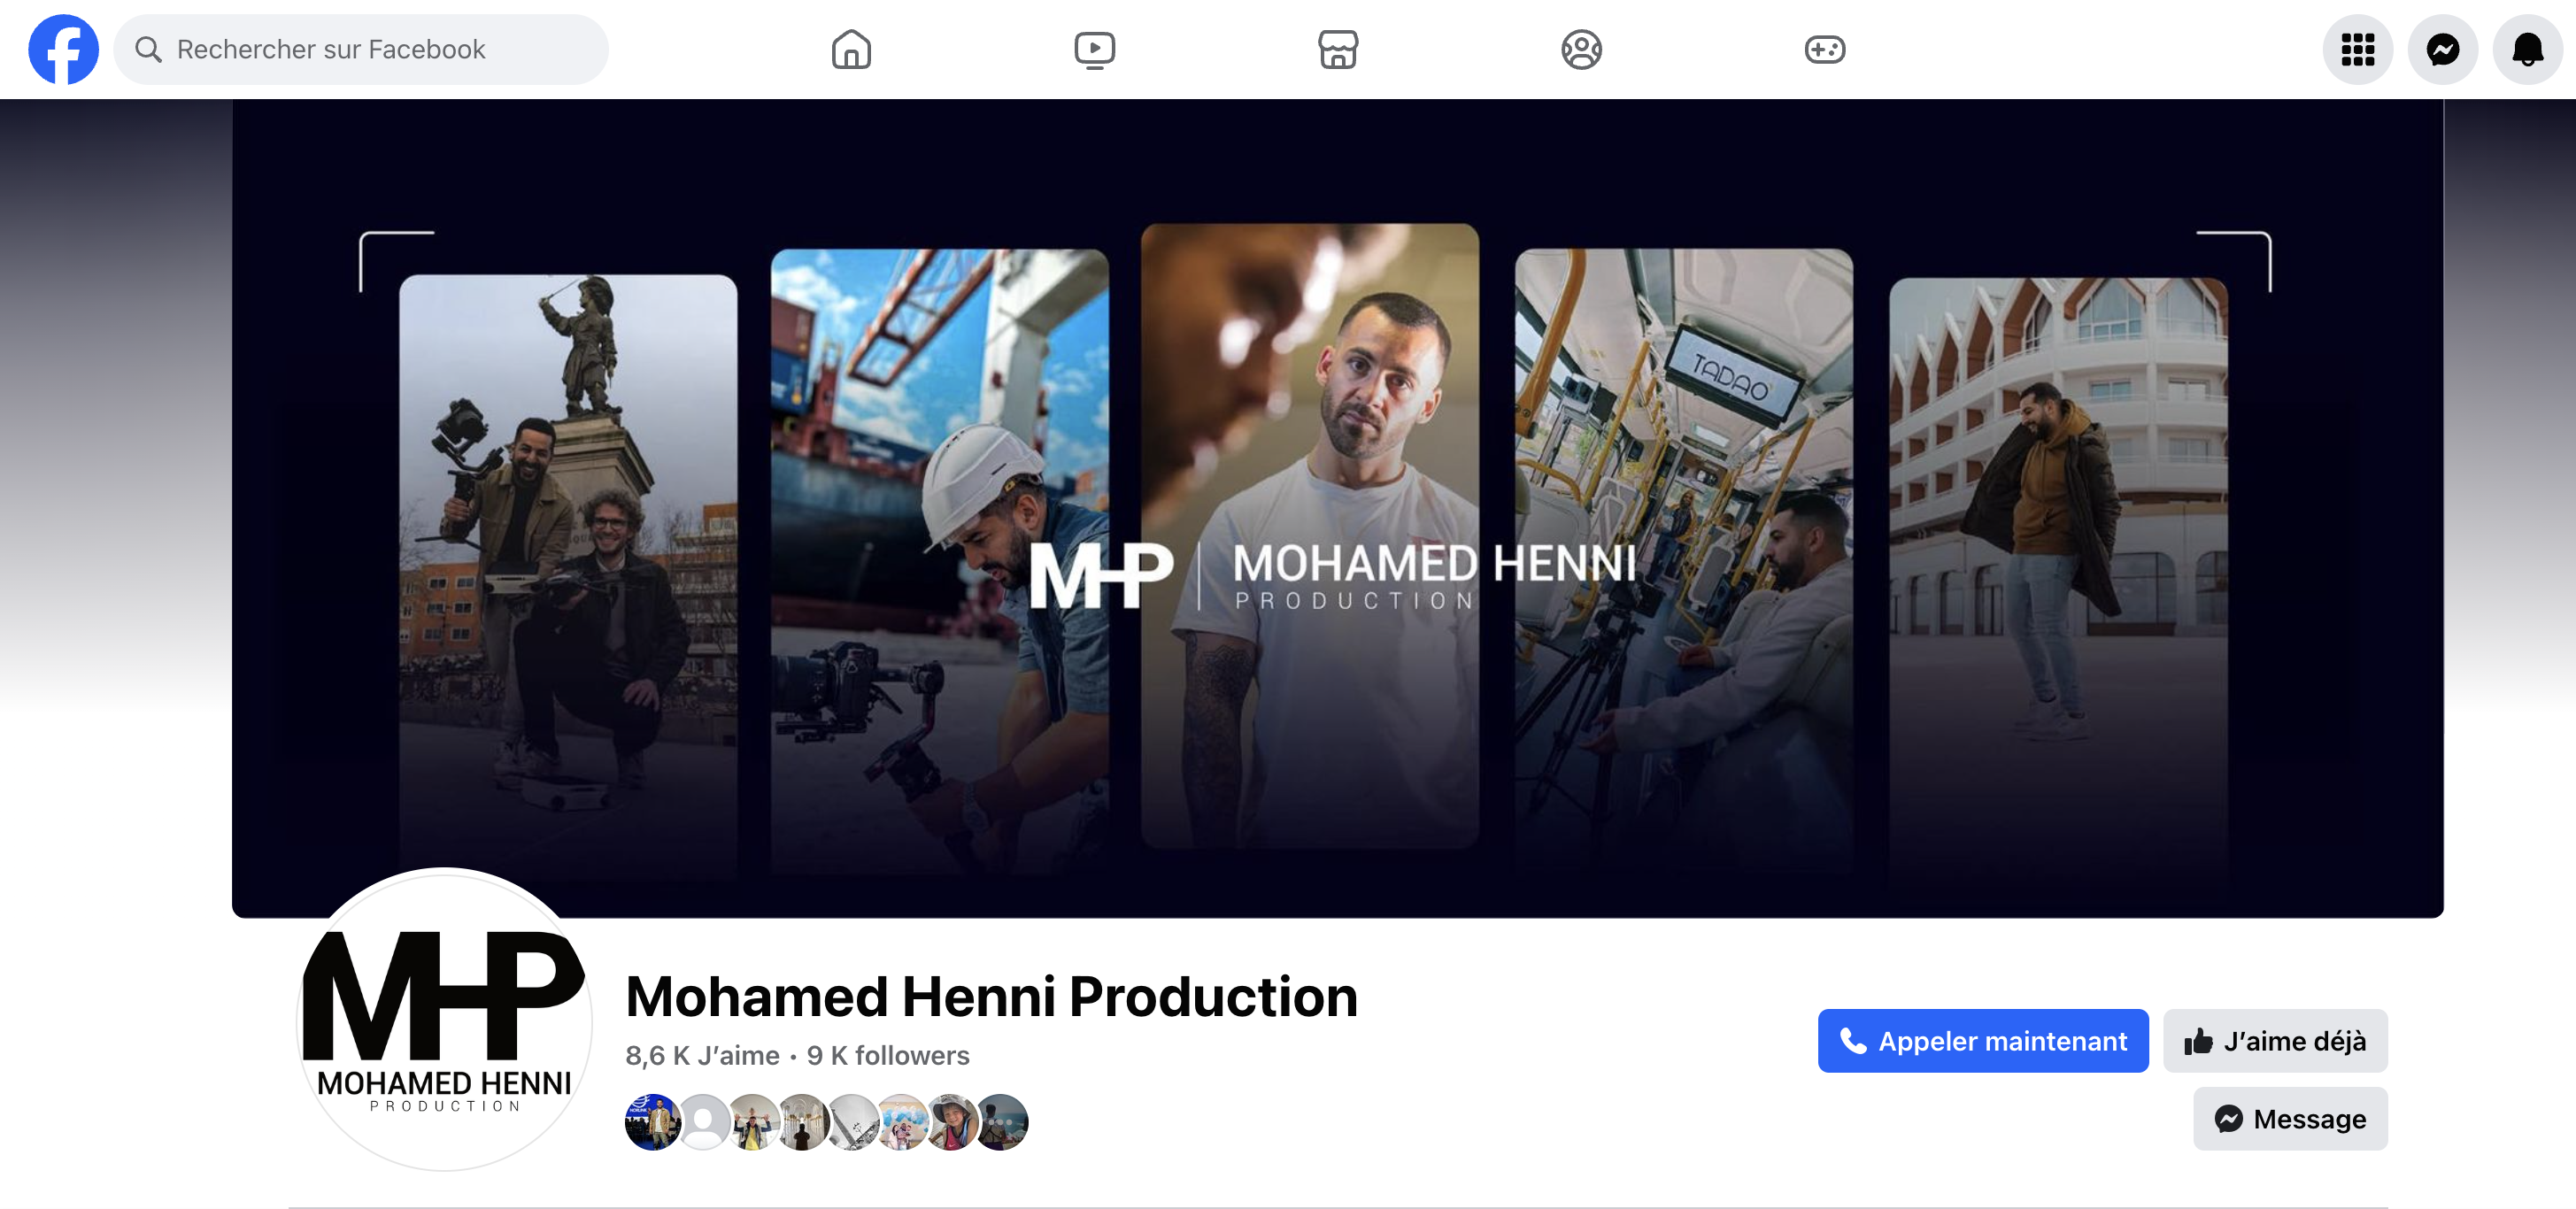 Rechercher sur Facebook
TADAO
MHP
MOHAMED HENNI
PRODUCTION
MHP
MOHAMED HENNI
PRODUCTION
Mohamed Henni Production
8,6 K J’aime • 9 K followers
Appeler maintenant
J’aime déjà
Message